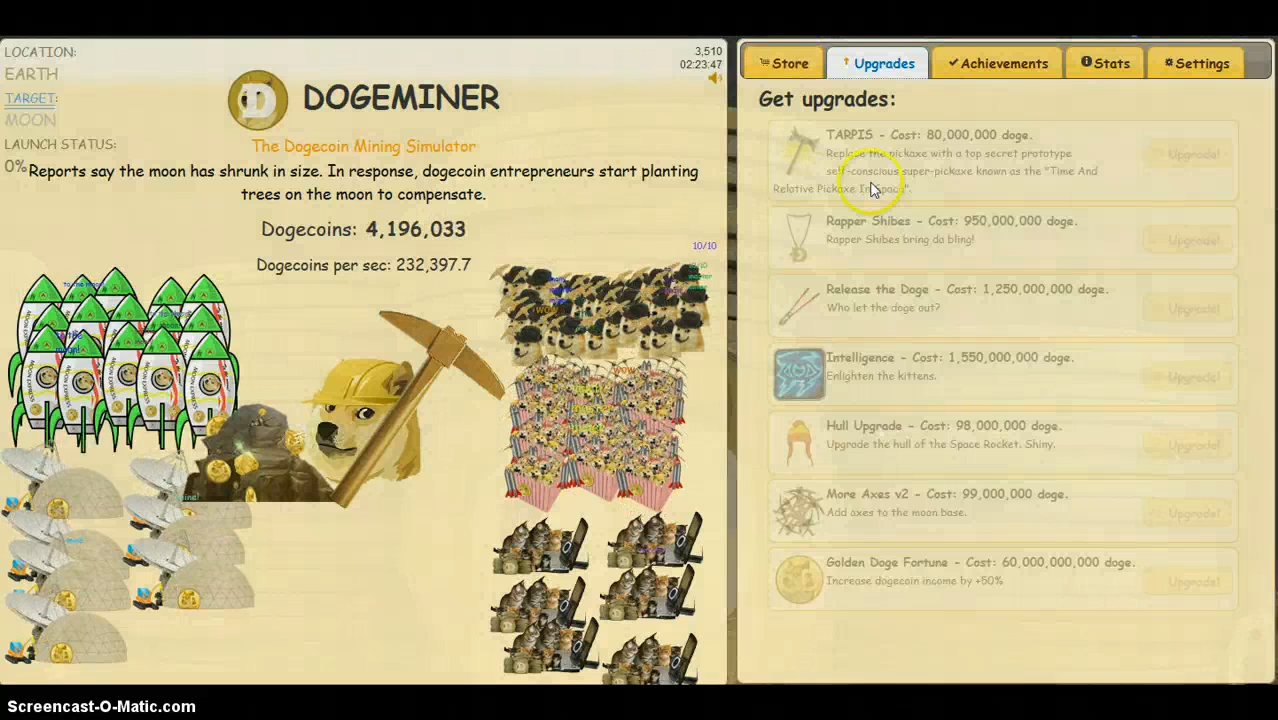 LOCATION:
EARTH
TARGET:
MOON
LAUNCH STATUS:
0%
3,510
02:23:47
DOGEMINER
The Dogecoin Mining Simulator
Reports say the moon has shrunk in size. In response, dogecoin entrepreneurs start planting
trees on the moon to compensate.
Dogecoins: 4,196,033
Dogecoins per sec: 232,397.7
10/10
Store
Upgrades
Achievements
Stats
Settings
Get upgrades:
TARPIS - Cost: 80,000,000 doge.
Replace the pickaxe with a top secret prototype
self-conscious super-pickaxe known as the "Time And
Relative Pickaxe In Space".
Upgrade!
Rapper Shibes - Cost: 950,000,000 doge.
Rapper Shibes bring da bling!
Upgrade!
Release the Doge - Cost: 1,250,000,000 doge.
Who let the doge out?
Upgrade!
Intelligence - Cost: 1,550,000,000 doge.
Enlighten the kittens.
Upgrade!
Hull Upgrade - Cost: 98,000,000 doge.
Upgrade the hull of the Space Rocket. Shiny.
Upgrade!
More Axes v2 - Cost: 99,000,000 doge.
Add axes to the moon base.
Upgrade!
Golden Doge Fortune - Cost: 60,000,000,000 doge.
Increase dogecoin income by +50%
Upgrade!
Screencast-O-Matic.com